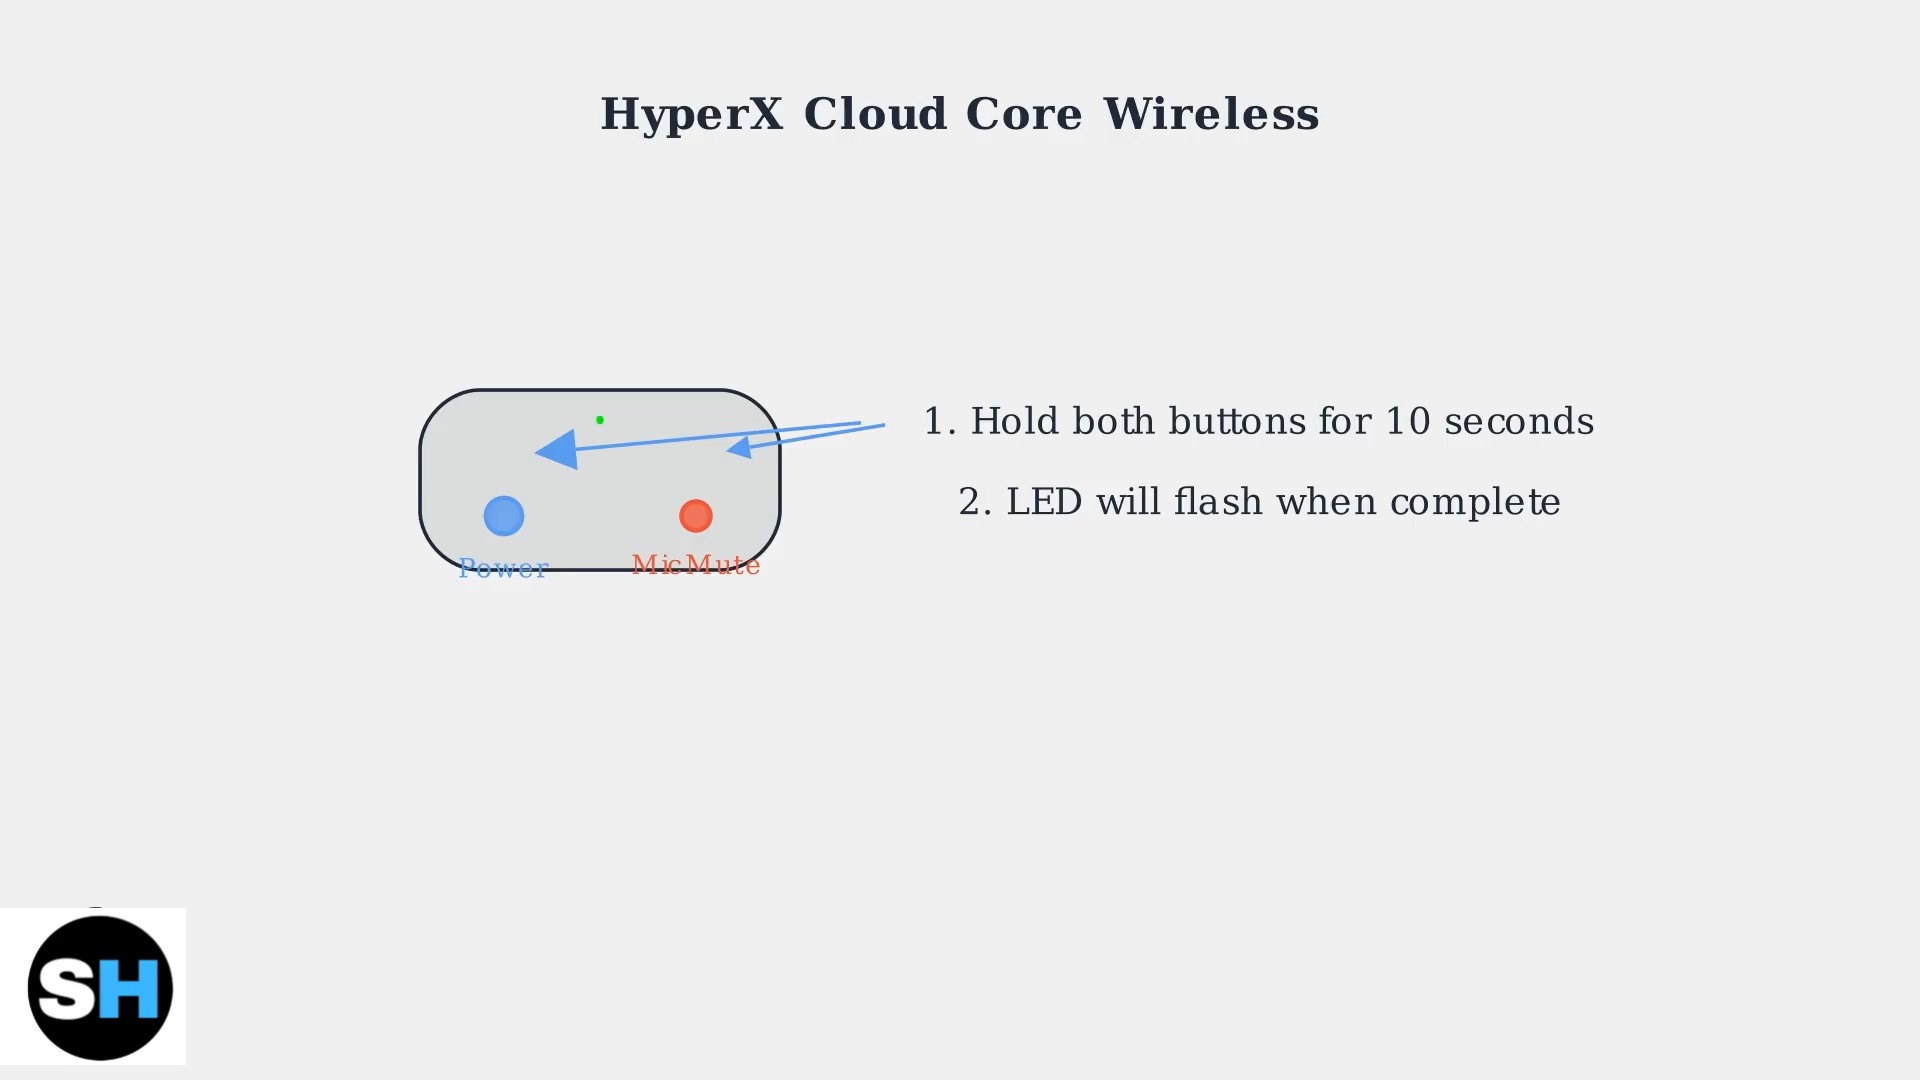 HyperX Cloud Core Wireless
1. Hold both buttons for 10 seconds
2. LED will flash when complete
Power
MicMute
SH